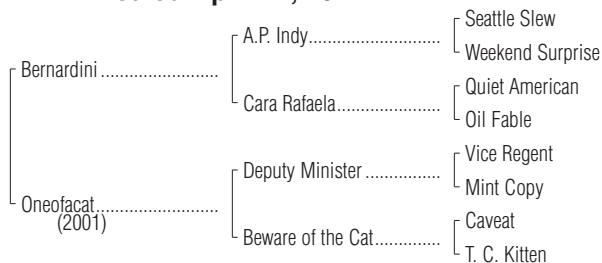 Seattle Slew
A.P. Indy
Weekend Surprise
Bernardini
Quiet American
Cara Rafaela
Oil Fable
Vice Regent
Deputy Minister
Mint Copy
Oneofacat
(2001)
Caveat
Beware of the Cat
T. C. Kitten